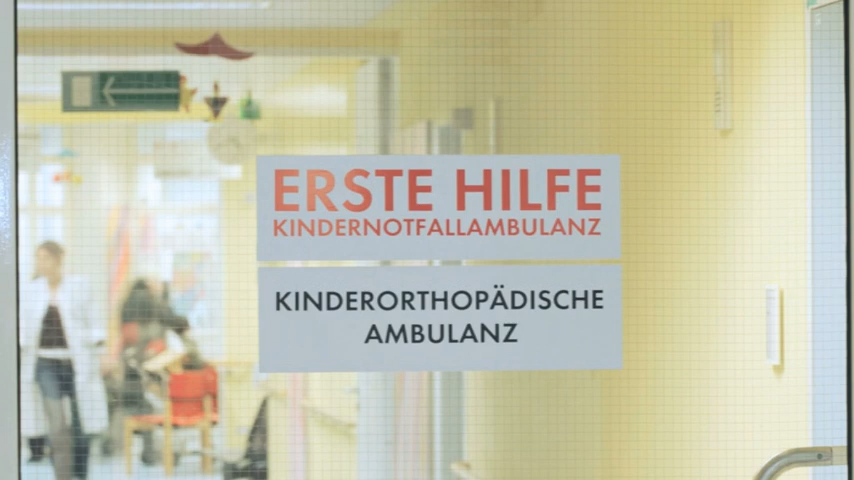 ERSTE HILFE
KINDERNOTFALLAMBULANZ
KINDERORTHOPÄDISCHE
AMBULANZ